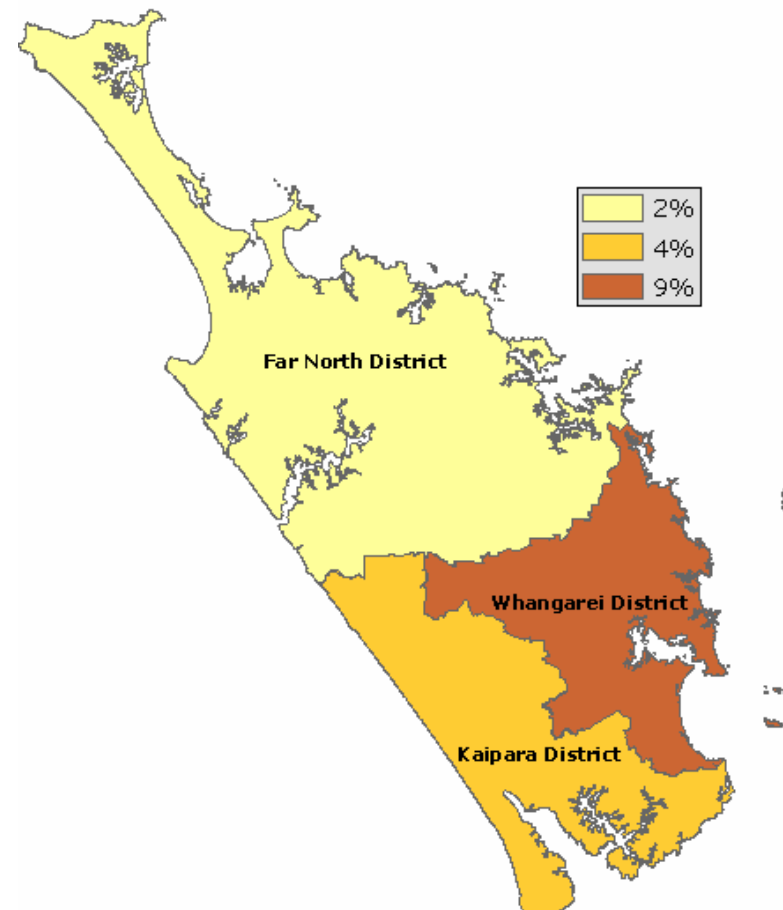 2%
4%
9%
Far North District
Whangarei District
Kaipara District